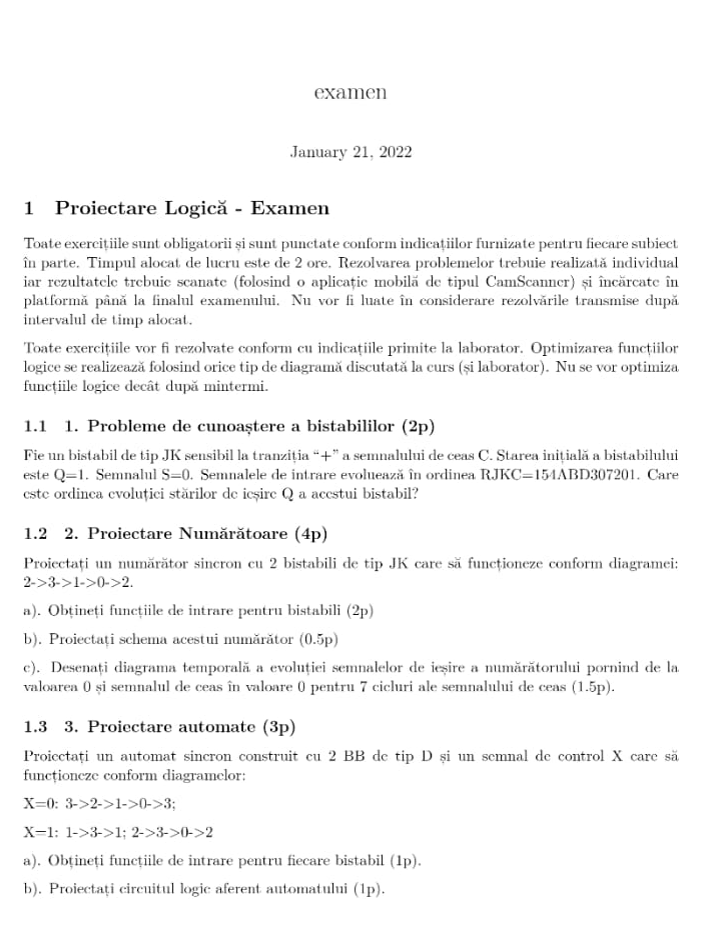 examen
January 21, 2022
1 Proiectare Logică - Examen
Toate exercițiile sunt obligatorii și sunt punctate conform indicațiilor furnizate pentru fiecare subiect
în parte. Timpul alocat de lucru este de 2 ore. Rezolvarea problemelor trebuie realizată individual
iar rezultatele trebuie scanate (folosind o aplicație mobilă de tipul CamScanner) și încărcate în
platformă până la finalul examenului. Nu vor fi luate în considerare rezolvările transmise după
intervalul de timp alocat.
Toate exercițiile vor fi rezolvate conform cu indicațiile primite la laborator. Optimizarea funcțiilor
logice se realizează folosind orice tip de diagramă discutată la curs (și laborator). Nu se vor optimiza
funcțiile logice decât după mintermi.
1.1 1. Probleme de cunoaștere a bistabililor (2p)
Fie un bistabil de tip JK sensibil la tranziția “+” a semnalului de ceas C. Starea inițială a bistabilului
este Q=1. Semnalul S=0. Semnalele de intrare evoluează în ordinea RJKC=154ABD307201. Care
este ordinea evoluției stărilor de ieșire Q a acestui bistabil?
1.2 2. Proiectare Numărătoare (4p)
Proiectați un numărător sincron cu 2 bistabili de tip JK care să funcționeze conform diagramei:
2->3->1->0->2.
a). Obțineți funcțiile de intrare pentru bistabili (2p)
b). Proiectați schema acestui numărător (0.5p)
c). Desenați diagrama temporală a evoluției semnalelor de ieșire a numărătorului pornind de la
valoarea 0 și semnalul de ceas în valoare 0 pentru 7 cicluri ale semnalului de ceas (1.5p).
1.3 3. Proiectare automate (3p)
Proiectați un automat sincron construit cu 2 BB de tip D și un semnal de control X care să
funcționeze conform diagramelor:
X=0: 3->2->1->0->3;
X=1: 1->3->1; 2->3->0->2
a). Obțineți funcțiile de intrare pentru fiecare bistabil (1p).
b). Proiectați circuitul logic aferent automatului (1p).